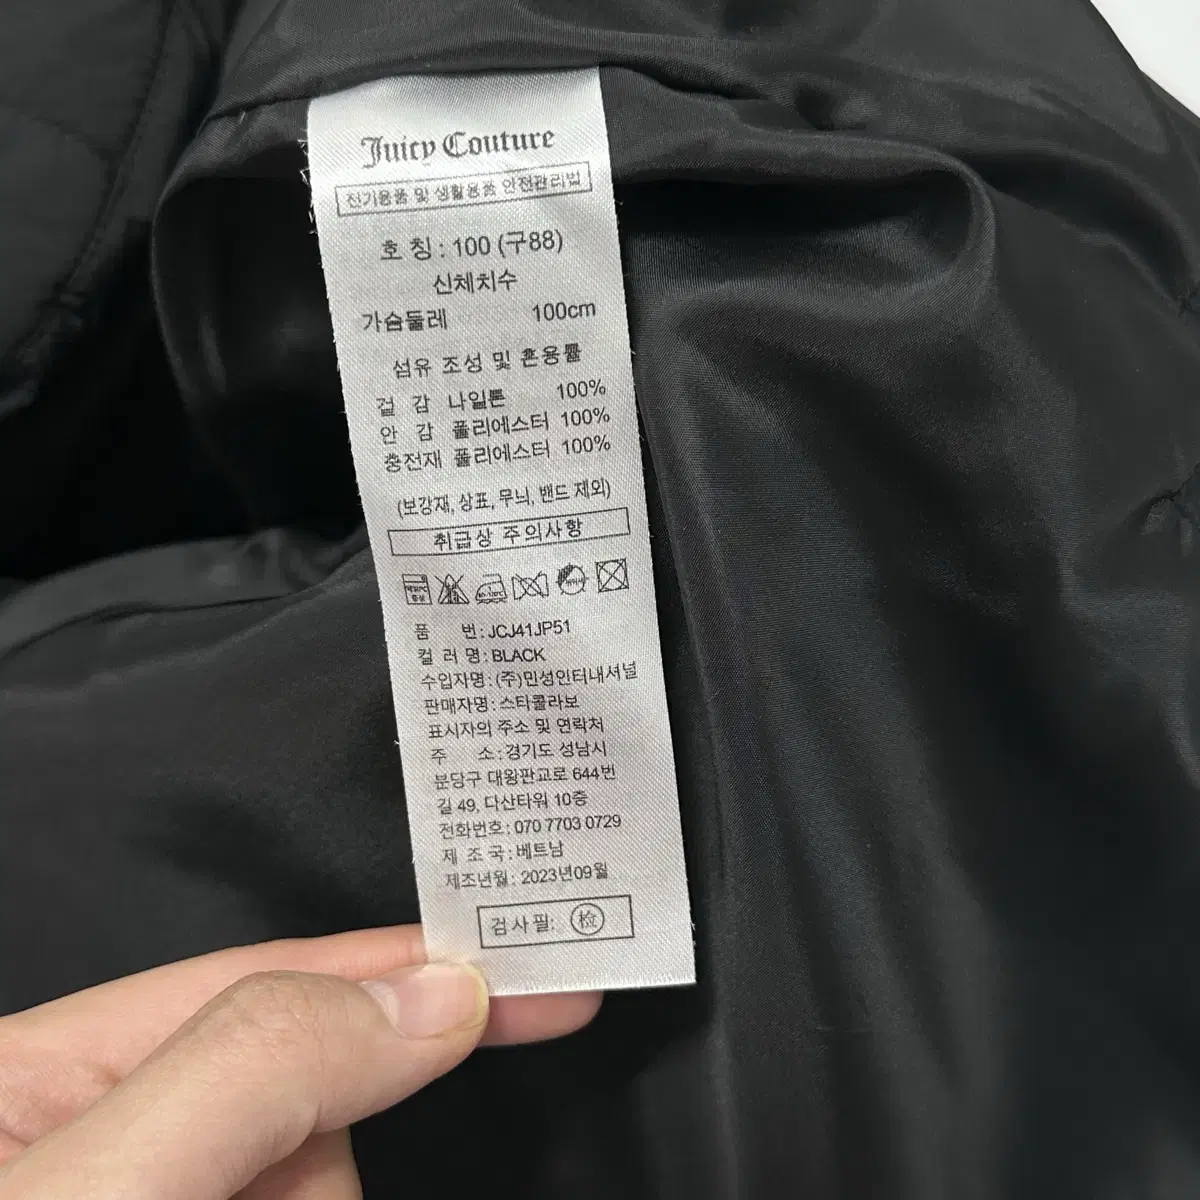 Juicy Couture
전기용품 및 생활용품 안전관리법
호 칭 : 100 (구88)
신체치수
가슴둘레 100cm
섬유 조성 및 혼용률
겉 감 나일론 100%
안 감 폴리에스터 100%
충전재 폴리에스터 100%
(보강재, 상표, 무늬, 밴드 제외)
취급상 주의사항
품 번 : JCJ41JP51
컬 러 명 : BLACK
수입자명 : (주)민성인터내셔널
판매자명 : 스타콜라보
표시자의 주소 및 연락처
주 소 : 경기도 성남시
분당구 대왕판교로 644번
길 49, 다산타워 10층
전화번호 : 070 7703 0729
제 조 국 : 베트남
제조년월 : 2023년09월
검사필: 检